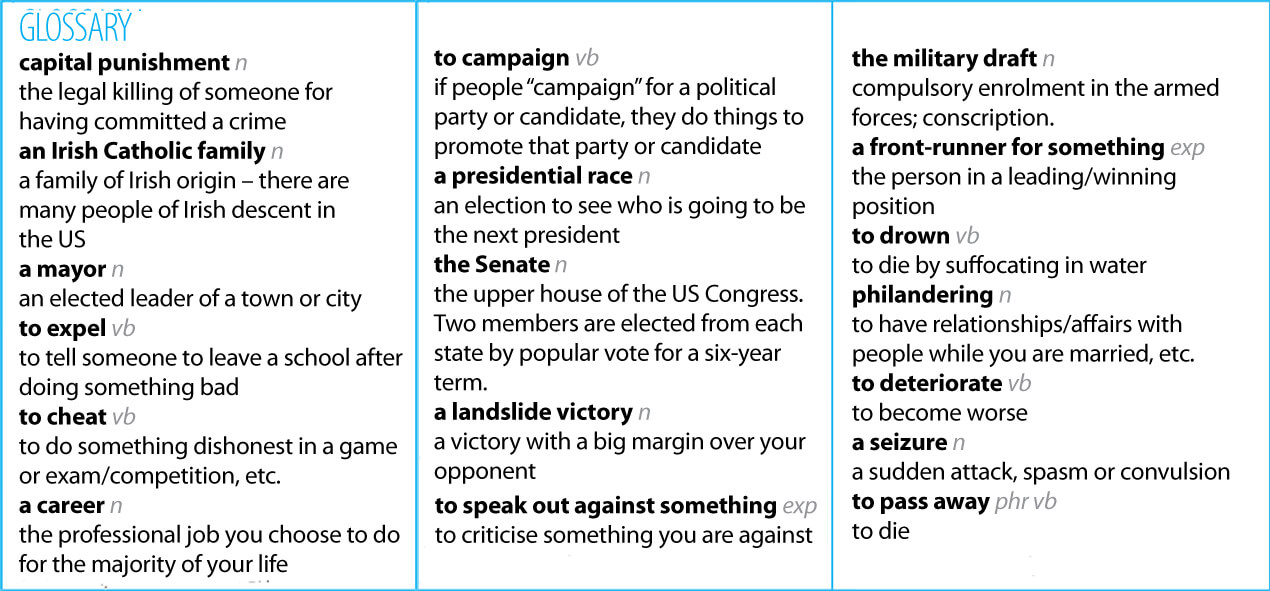 GLOSSARY
capital punishment n
the legal killing of someone for
having committed a crime
an Irish Catholic family n
a family of Irish origin – there are
many people of Irish descent in
the US
a mayor n
an elected leader of a town or city
to expel vb
to tell someone to leave a school after
doing something bad
to cheat vb
to do something dishonest in a game
or exam/competition, etc.
a career n
the professional job you choose to do
for the majority of your life
to campaign vb
if people “campaign” for a political
party or candidate, they do things to
promote that party or candidate
a presidential race n
an election to see who is going to be
the next president
the Senate n
the upper house of the US Congress.
Two members are elected from each
state by popular vote for a six-year
term.
a landslide victory n
a victory with a big margin over your
opponent
to speak out against something exp
to criticise something you are against
the military draft n
compulsory enrolment in the armed
forces; conscription.
a front-runner for something exp
the person in a leading/winning
position
to drown vb
to die by suffocating in water
philandering n
to have relationships/affairs with
people while you are married, etc.
to deteriorate vb
to become worse
a seizure n
a sudden attack, spasm or convulsion
to pass away phr vb
to die